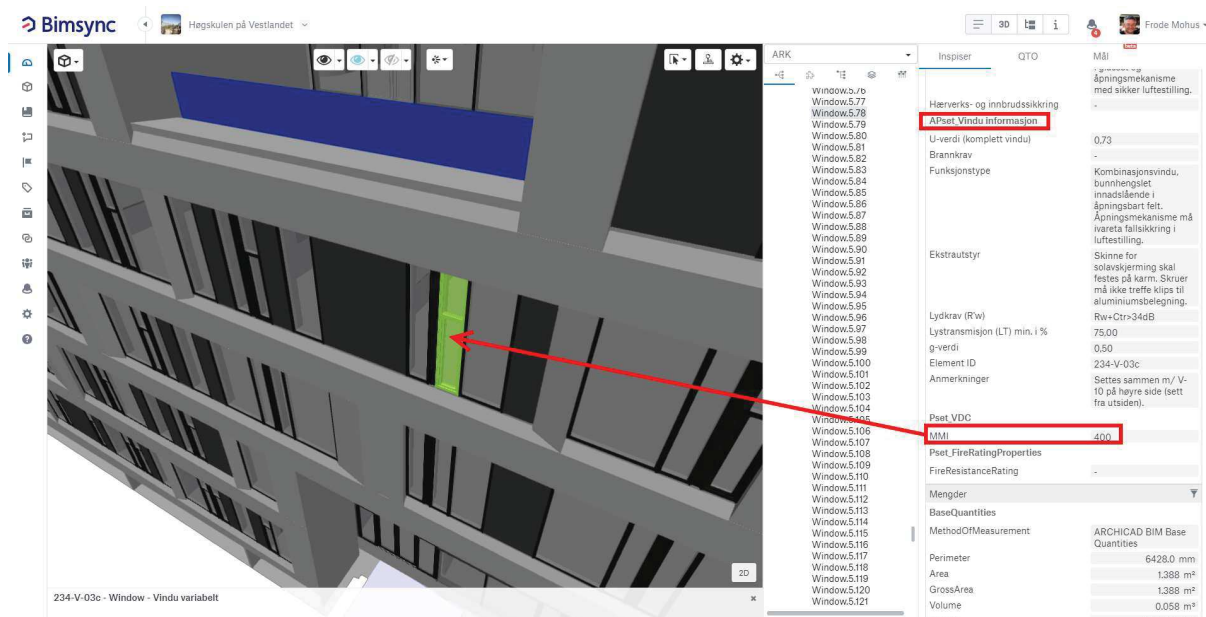 Bimsync
Høgskulen på Vestlandet
3D
i
4
Frode Mohus
ARK
Window.5.76
Window.5.77
Window.5.78
Window.5.79
Window.5.80
Window.5.81
Window.5.82
Window.5.83
Window.5.84
Window.5.85
Window.5.86
Window.5.87
Window.5.88
Window.5.89
Window.5.90
Window.5.91
Window.5.92
Window.5.93
Window.5.94
Window.5.95
Window.5.96
Window.5.97
Window.5.98
Window.5.99
Window.5.100
Window.5.101
Window.5.102
Window.5.103
Window.5.104
Window.5.105
Window.5.106
Window.5.107
Window.5.108
Window.5.109
Window.5.110
Window.5.111
Window.5.112
Window.5.113
Window.5.114
Window.5.115
Window.5.116
Window.5.117
Window.5.118
Window.5.119
Window.5.120
Window.5.121
Inspiser QTO Mål beta
åpningsmekanisme
med sikker luftestilling.
Hærverks- og innbrudssikkring -
APset_Vindu informasjon
U-verdi (komplett vindu) 0,73
Brannkrav -
Funksjonstype Kombinasjonsvindu,
bunnhengslet
innadslående i
åpningsbart felt.
Åpningsmekanisme må
ivareta fallsikkring i
luftestilling.
Ekstrautstyr Skinne for
solavskjerming skal
festes på karm. Skruer
må ikke treffe klips til
aluminiumsbelegning.
Lydkrav (R'w) Rw+Ctr>34dB
Lystransmisjon (LT) min. i % 75,00
g-verdi 0,50
Element ID 234-V-03c
Anmerkninger Settes sammen m/ V-
10 på høyre side (sett
fra utsiden).
Pset_VDC
MMI 400
Pset_FireRatingProperties
FireResistanceRating -
Mengder
BaseQuantities
MethodOfMeasurement ARCHICAD BIM Base
Quantities
Perimeter 6428.0 mm
Area 1.388 m²
GrossArea 1.388 m²
Volume 0.058 m³
2D
234-V-03c - Window - Vindu variabelt ×